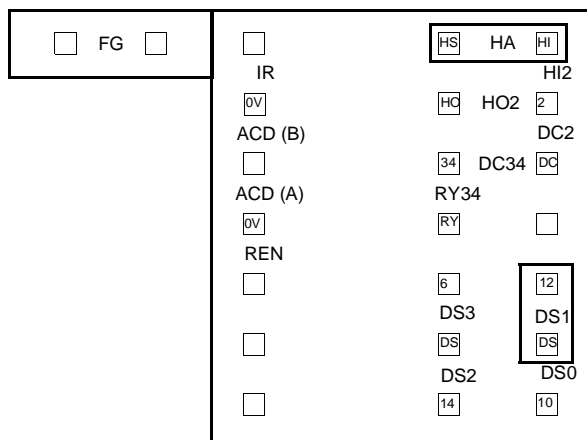 FG HS HA HI
IR HI2
0V HO HO2 2
ACD (B) DC2
34 DC34 DC
ACD (A) RY34
0V RY
REN
6 12
DS3 DS1
DS DS
DS2 DS0
14 10